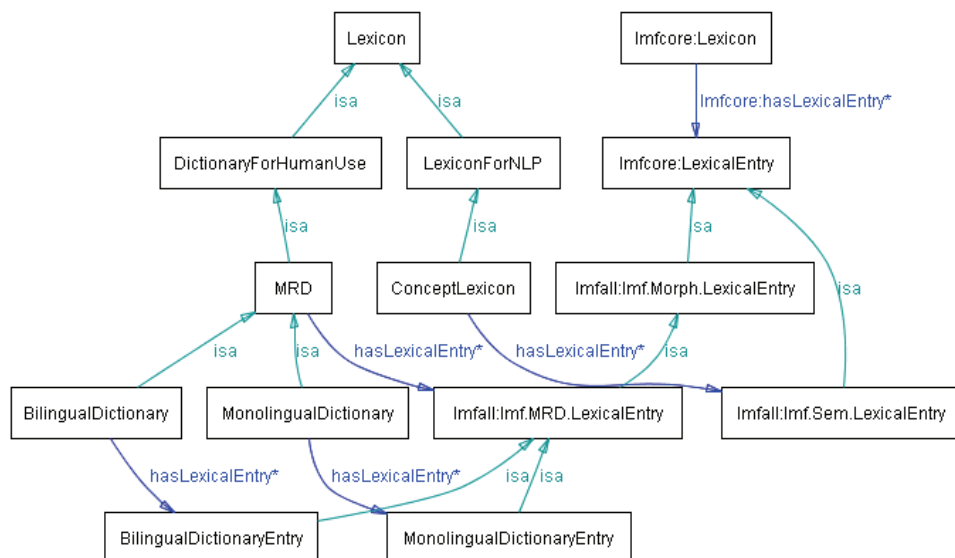 Lexicon
lmfcore:Lexicon
isa
isa
lmfcore:hasLexicalEntry*
DictionaryForHumanUse
LexiconForNLP
lmfcore:LexicalEntry
isa
isa
isa
MRD
ConceptLexicon
lmfall:lmf.Morph.LexicalEntry
isa
isa
isa
hasLexicalEntry*
hasLexicalEntry*
isa
BilingualDictionary
MonolingualDictionary
lmfall:lmf.MRD.LexicalEntry
lmfall:lmf.Sem.LexicalEntry
hasLexicalEntry*
hasLexicalEntry*
isa
isa
BilingualDictionaryEntry
MonolingualDictionaryEntry